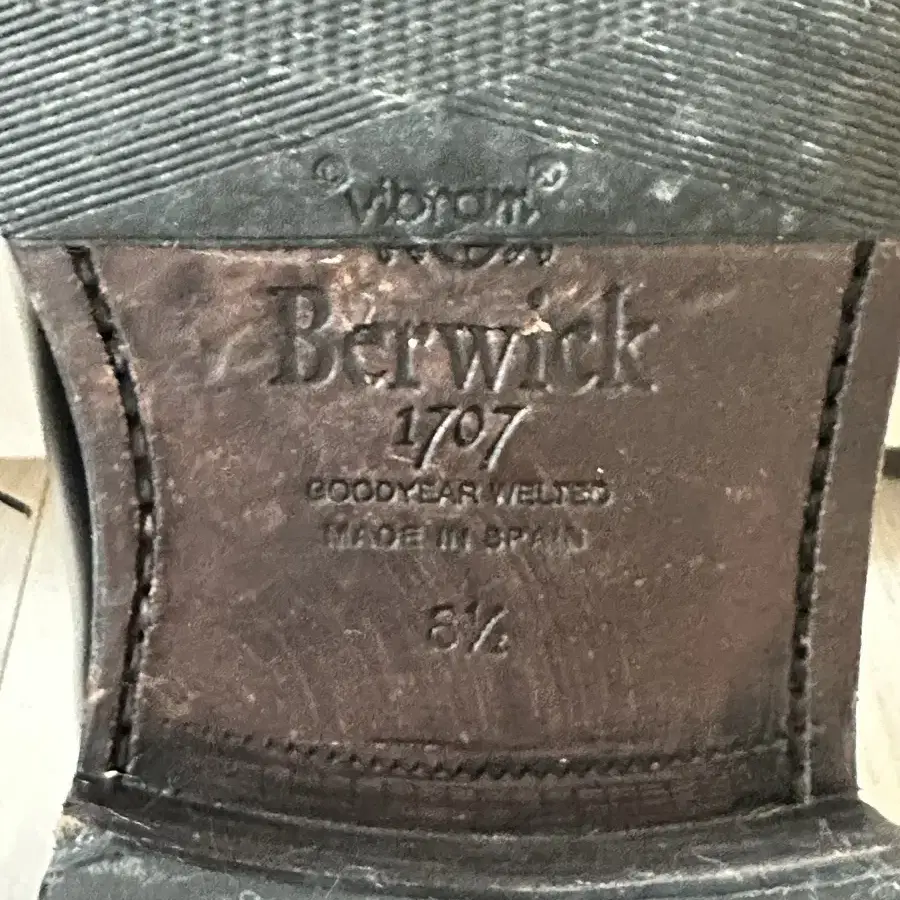 vibram
Berwick
1707
GOODYEAR WELTED
MADE IN SPAIN
8½